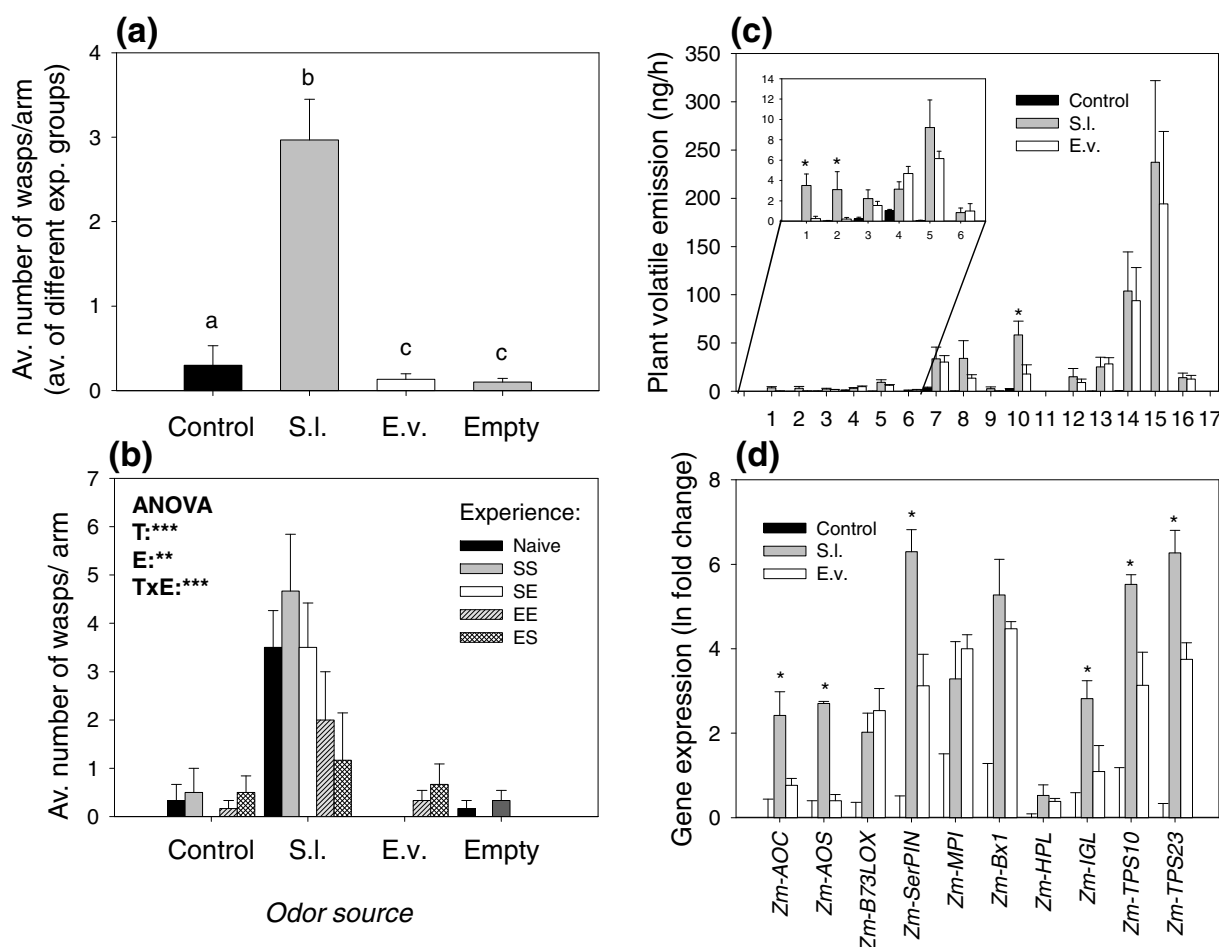 (a)
Av. number of wasps/arm
(av. of different exp. groups)
4
3
2
1
0
a
b
c
c
Control S.l. E.v. Empty
(b)
Av. number of wasps/ arm
7
6
5
4
3
2
1
0
ANOVA
T:***
E:**
TxE:***
Experience:
Naive
SS
SE
EE
ES
Control S.l. E.v. Empty
Odor source
(c)
Plant volatile emission (ng/h)
350
300
250
200
150
100
50
0
14
12
10
8
6
4
2
0
*
*
1 2 3 4 5 6
Control
S.l.
E.v.
*
1 2 3 4 5 6 7 8 9 10 11 12 13 14 15 16 17
(d)
Gene expression (ln fold change)
8
6
4
2
0
Control
S.l.
E.v.
*
*
*
*
*
*
Zm-AOC
Zm-AOS
Zm-B73LOX
Zm-SerPIN
Zm-MPI
Zm-Bx1
Zm-HPL
Zm-IGL
Zm-TPS10
Zm-TPS23